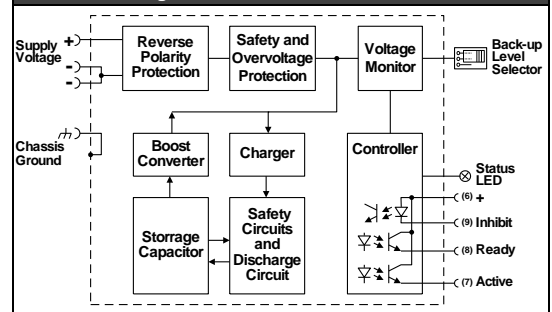 Supply
Voltage
+
-
-
Chassis
Ground
Reverse
Polarity
Protection
Safety and
Overvoltage
Protection
Voltage
Monitor
Back-up
Level
Selector
Boost
Converter
Charger
Controller
Storrage
Capacitor
Safety
Circuits
and
Discharge
Circuit
Status
LED
(6) +
(9) Inhibit
(8) Ready
(7) Active